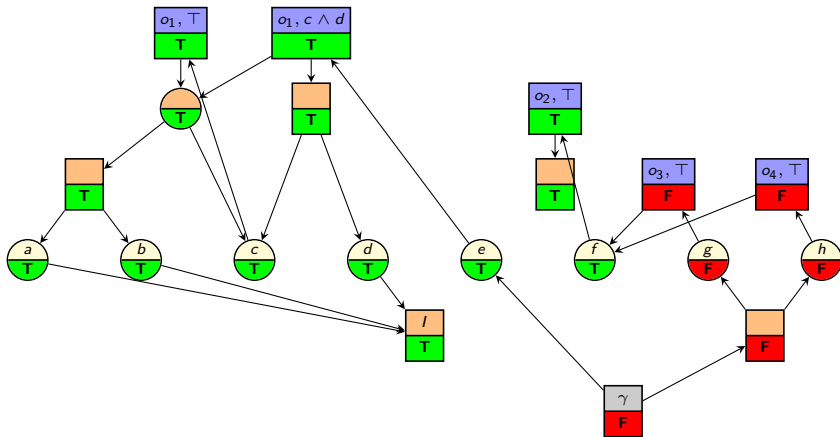 o₁, ⊤
T
o₁, c ∧ d
T
T
T
o₂, ⊤
T
T
T
o₃, ⊤
F
o₄, ⊤
F
a
T
b
T
c
T
d
T
e
T
f
T
g
F
h
F
I
T
F
γ
F